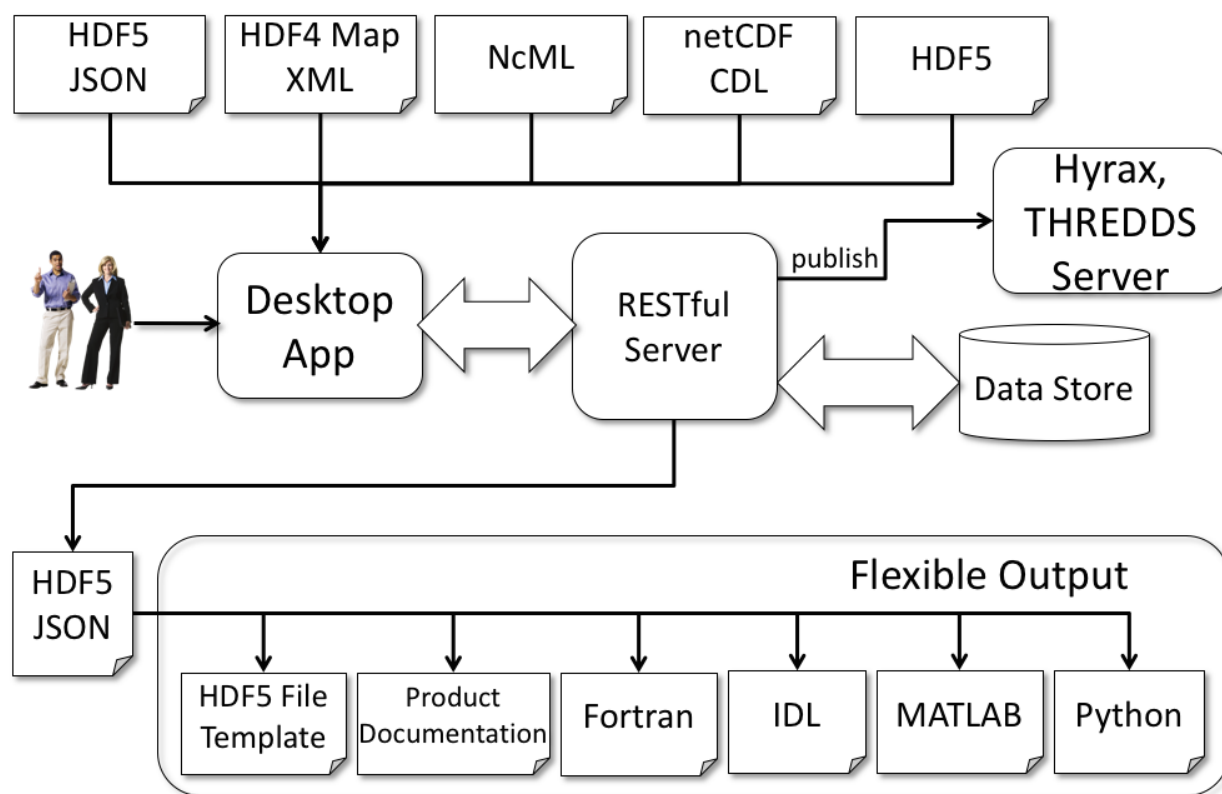 HDF5
JSON
HDF4 Map
XML
NcML
netCDF
CDL
HDF5
Hyrax,
THREDDS
Server
publish
Desktop
App
RESTful
Server
Data Store
HDF5
JSON
Flexible Output
HDF5 File
Template
Product
Documentation
Fortran
IDL
MATLAB
Python